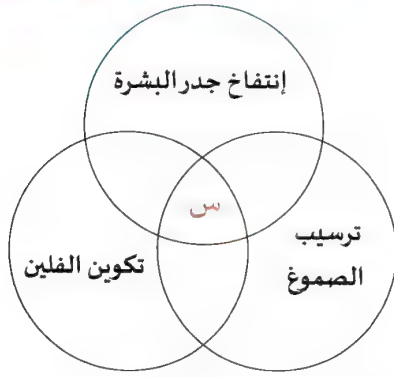 إنتفاخ جدر البشرة
س
ترسيب
الصموغ
تكوين الفلين